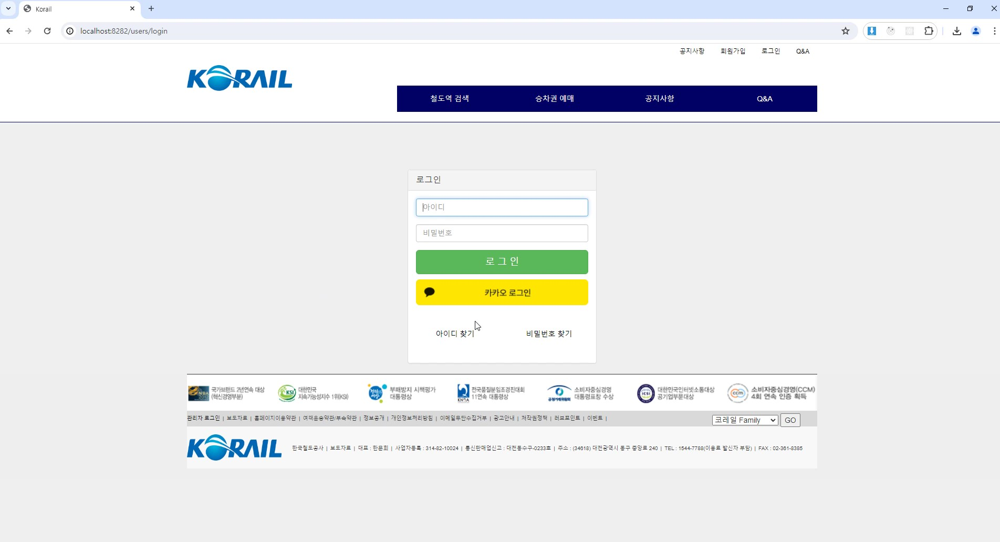 Korail
localhost:8282/users/login
공지사항 회원가입 로그인 Q&A
KORAIL
철도역 검색 승차권 예매 공지사항 Q&A
로그인
아이디
비밀번호
로 그 인
카카오 로그인
아이디 찾기 비밀번호 찾기
국가브랜드 2년연속 대상 (혁신경영부문)
KSI 대한민국 지속가능성지수 1위(KSI)
부패방지 시책평가 대통령상
전국품질분임조경진대회 11연속 대통령상
공정거래위원회 소비자중심경영 대통령표창 수상
ICSI 대한민국인터넷소통대상 공기업부문대상
ccm 소비자중심경영(CCM) 4회 연속 인증 획득
관리자 로그인 | 보도자료 | 홈페이지이용약관 | 여객운송약관/부속약관 | 정보공개 | 개인정보처리방침 | 이메일무단수집거부 | 광고안내 | 저작권정책 | 러브포인트 | 이벤트 |
코레일 Family GO
KORAIL
한국철도공사 | 보도자료 | 대표 : 한문희 | 사업자등록 : 314-82-10024 | 통신판매업신고 : 대전동수구-0233호 | 주소 : (34618) 대전광역시 동구 중앙로 240 | TEL : 1544-7788(이용료 발신자 부담) | FAX : 02-361-8385